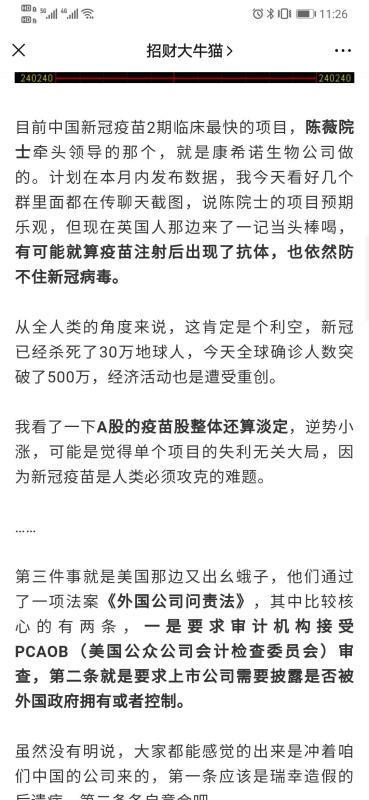 11:26
招财大牛猫
240240 240240
目前中国新冠疫苗2期临床最快的项目，陈薇院
士牵头领导的那个，就是康希诺生物公司做
的。计划在本月内发布数据，我今天看好几个
群里面都在传聊天截图，说陈院士的项目预期
乐观，但现在英国人那边来了一记当头棒喝，
有可能就算疫苗注射后出现了抗体，也依然防
不住新冠病毒。
从全人类的角度来说，这肯定是个利空，新冠
已经杀死了30万地球人，今天全球确诊人数突
破了500万，经济活动也是遭受重创。
我看了一下A股的疫苗股整体还算淡定，逆势小
涨，可能是觉得单个项目的失利无关大局，因
为新冠疫苗是人类必须攻克的难题。
……
第三件事就是美国那边又出幺蛾子，他们通过
了一项法案《外国公司问责法》，其中比较核
心的有两条，一是要求审计机构接受
PCAOB（美国公众公司会计检查委员会）审
查，第二条就是要求上市公司需要披露是否被
外国政府拥有或者控制。
虽然没有明说，大家都能感觉的出来是冲着咱
们中国的公司来的，第一条应该是瑞幸造假的
后遗症，第二条各自意会吧